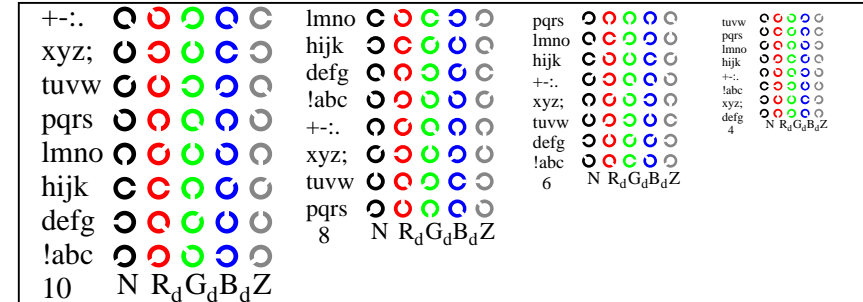 +-:.
xyz;
tuvw
pqrs
lmno
hijk
defg
!abc
10 N RdGdBdZ
lmno
hijk
defg
!abc
+-:.
xyz;
tuvw
pqrs
8 N RdGdBdZ
pqrs
lmno
hijk
+-:.
xyz;
tuvw
defg
!abc
6 N RdGdBdZ
tuvw
pqrs
lmno
hijk
+-:.
!abc
xyz;
defg
4 N RdGdBdZ